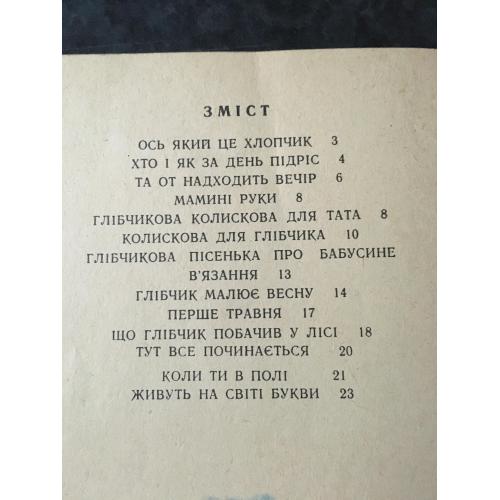 ЗМІСТ
ОСЬ ЯКИЙ ЦЕ ХЛОПЧИК 3
ХТО І ЯК ЗА ДЕНЬ ПІДРІС 4
ТА ОТ НАДХОДИТЬ ВЕЧІР 6
МАМИНІ РУКИ 8
ГЛІБЧИКОВА КОЛИСКОВА ДЛЯ ТАТА 8
КОЛИСКОВА ДЛЯ ГЛІБЧИКА 10
ГЛІБЧИКОВА ПІСЕНЬКА ПРО БАБУСИНЕ
В'ЯЗАННЯ 13
ГЛІБЧИК МАЛЮЄ ВЕСНУ 14
ПЕРШЕ ТРАВНЯ 17
ЩО ГЛІБЧИК ПОБАЧИВ У ЛІСІ 18
ТУТ ВСЕ ПОЧИНАЄТЬСЯ 20
КОЛИ ТИ В ПОЛІ 21
ЖИВУТЬ НА СВІТІ БУКВИ 23